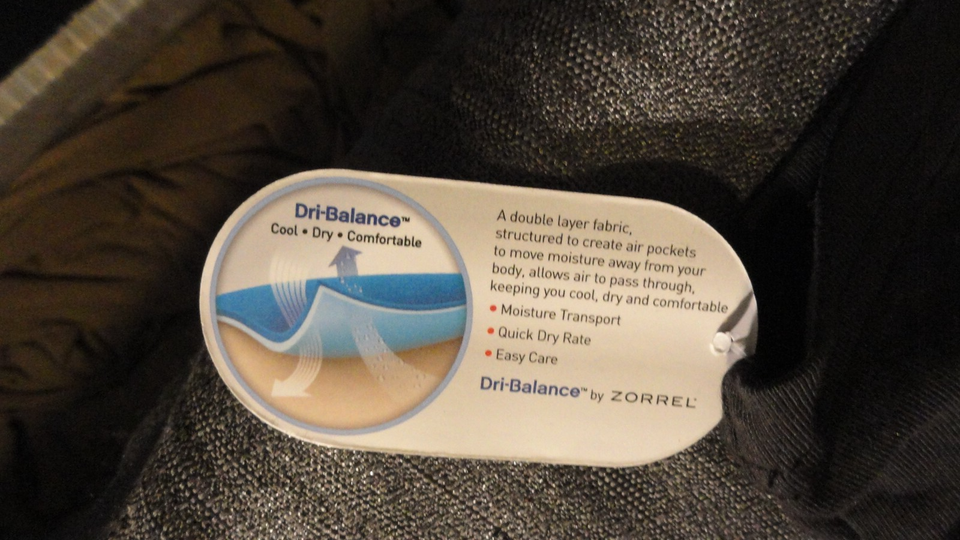 Dri-Balance™
Cool • Dry • Comfortable
A double layer fabric,
structured to create air pockets
to move moisture away from your
body, allows air to pass through,
keeping you cool, dry and comfortable
• Moisture Transport
• Quick Dry Rate
• Easy Care
Dri-Balance™ by ZORREL